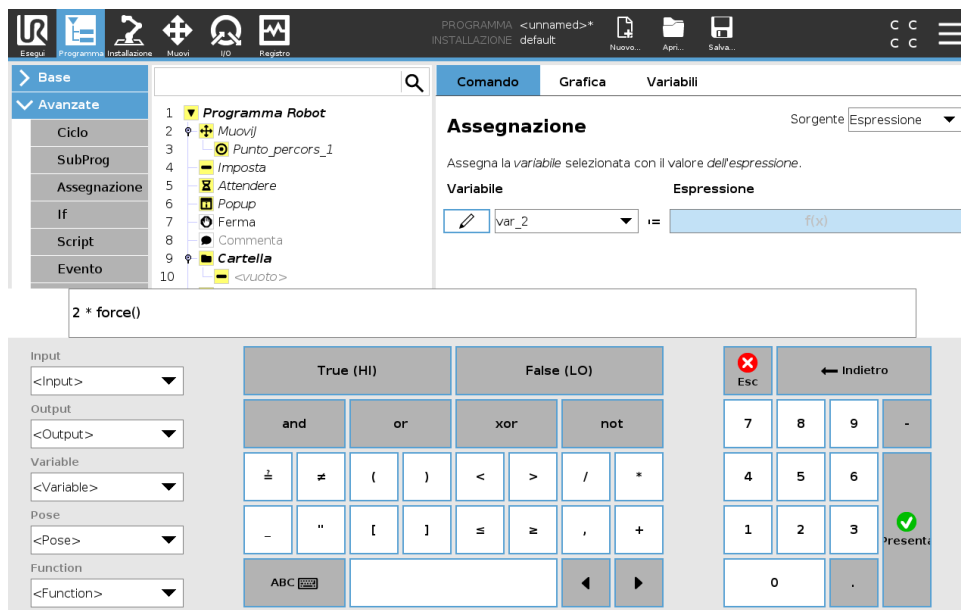 UR
PROGRAMMA <unnamed>*
INSTALLAZIONE default
Esegui Programma Installazione Muovi I/O Registro Nuovo... Apri... Salva...
C C
C C
Base
Avanzate
Ciclo
SubProg
Assegnazione
If
Script
Evento
1 Programma Robot
2 MuoviJ
3 Punto_percors_1
4 Imposta
5 Attendere
6 Popup
7 Ferma
8 Commenta
9 Cartella
10 <vuoto>
Comando Grafica Variabili
Assegnazione
Sorgente Espressione
Assegna la variabile selezionata con il valore dell'espressione.
Variabile Espressione
var_2 := f(x)
2 * force()
Input
<Input>
Output
<Output>
Variable
<Variable>
Pose
<Pose>
Function
<Function>
True (HI) False (LO)
and or xor not
≟ ≠ ( ) < > / *
_ " [ ] ≤ ≥ , +
ABC
Esc Indietro
7 8 9 -
4 5 6
1 2 3
Presenta
0 .